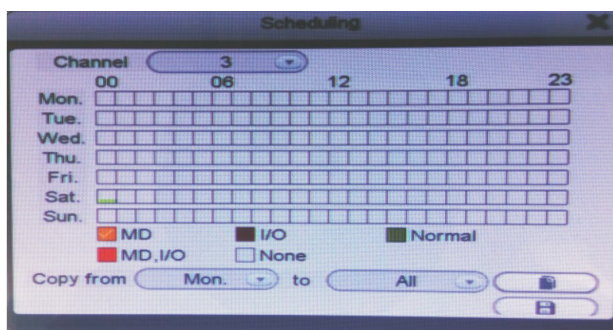 Scheduling
Channel 3
00 06 12 18 23
Mon.
Tue.
Wed.
Thu.
Fri.
Sat.
Sun.
MD I/O Normal
MD,I/O None
Copy from Mon. to All